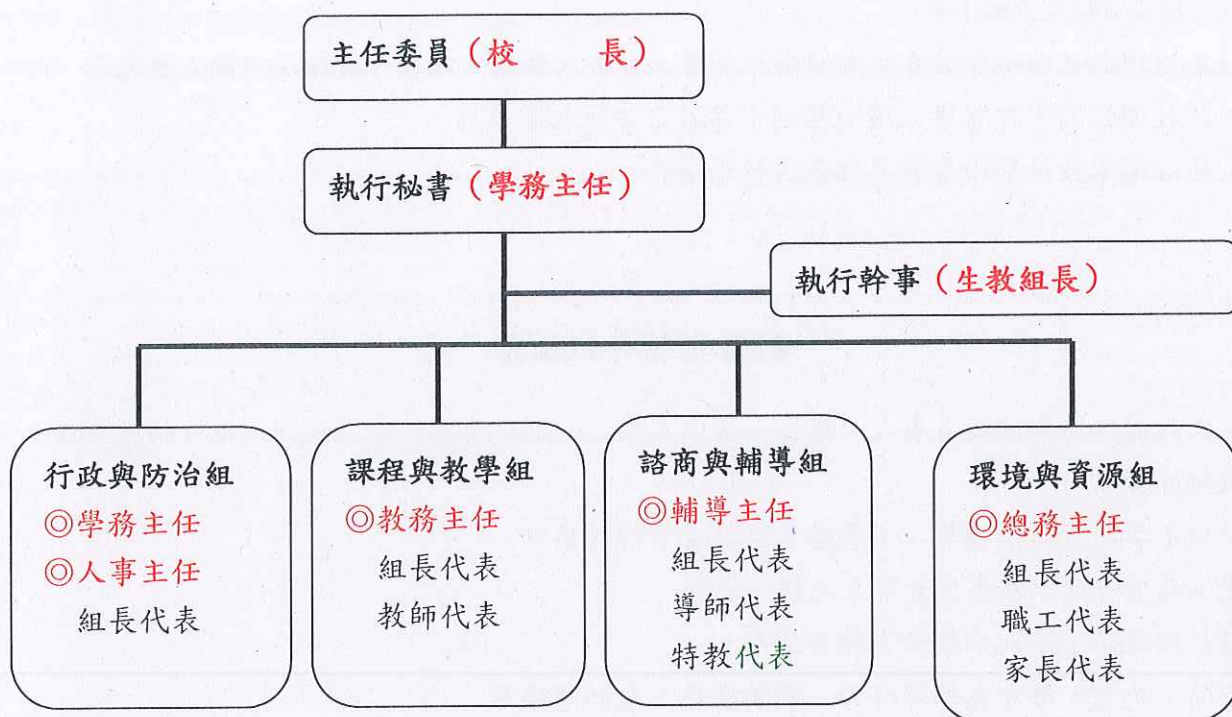 主任委員（校　　長）
執行秘書（學務主任）
執行幹事（生教組長）
行政與防治組
◎學務主任
◎人事主任
組長代表
課程與教學組
◎教務主任
組長代表
教師代表
諮商與輔導組
◎輔導主任
組長代表
導師代表
特教代表
環境與資源組
◎總務主任
組長代表
職工代表
家長代表